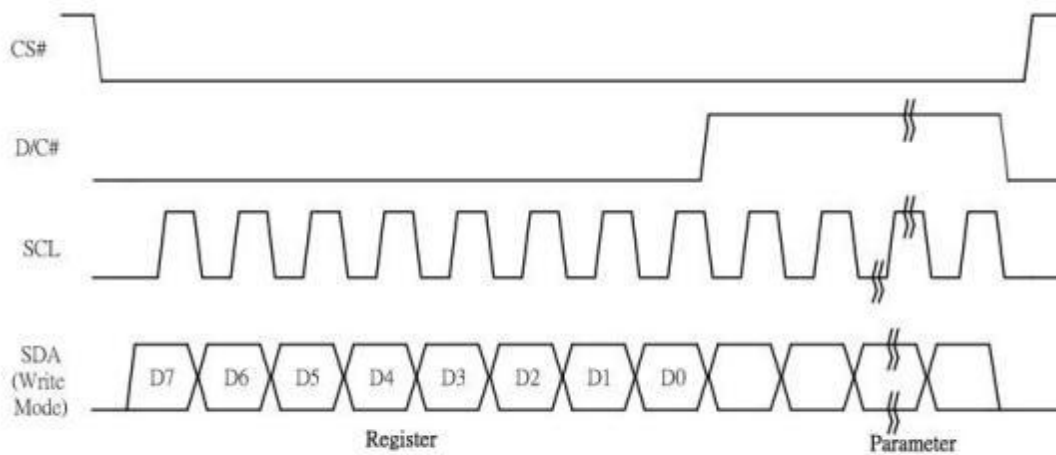 CS#
D/C#
SCL
SDA
(Write
Mode)
D7 D6 D5 D4 D3 D2 D1 D0
Register Parameter